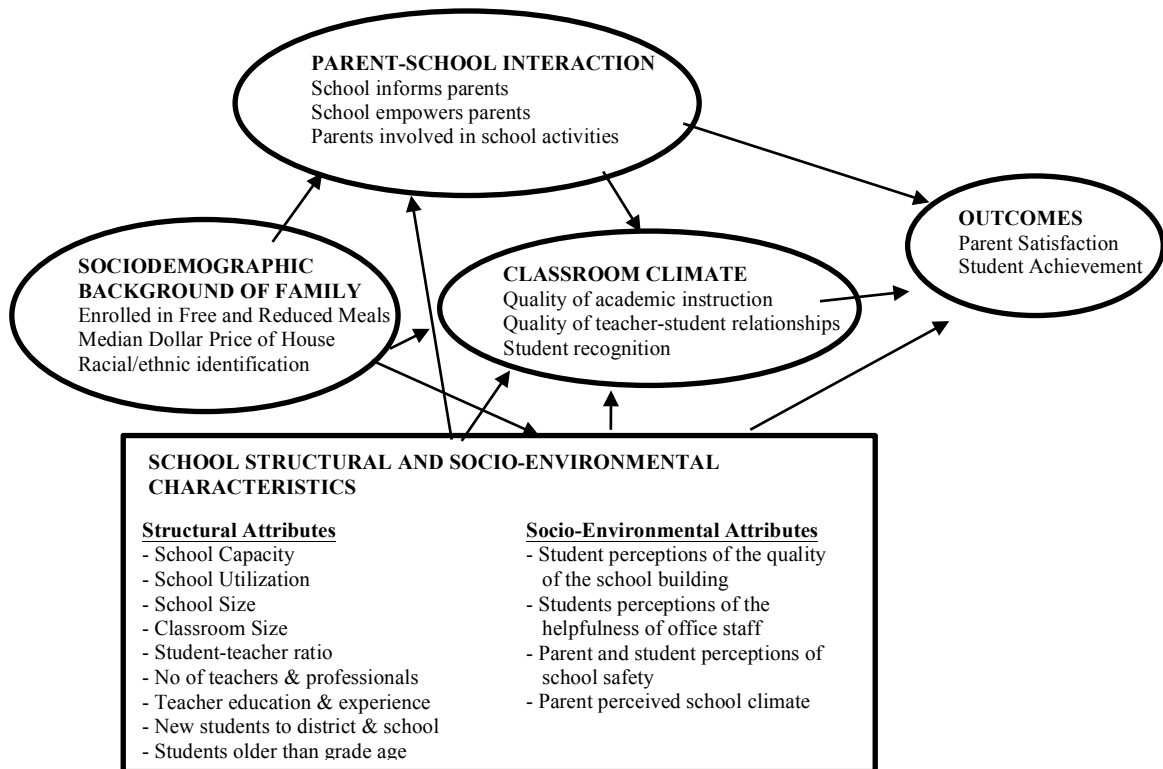 PARENT-SCHOOL INTERACTION
School informs parents
School empowers parents
Parents involved in school activities
OUTCOMES
Parent Satisfaction
Student Achievement
SOCIODEMOGRAPHIC
BACKGROUND OF FAMILY
Enrolled in Free and Reduced Meals
Median Dollar Price of House
Racial/ethnic identification
CLASSROOM CLIMATE
Quality of academic instruction
Quality of teacher-student relationships
Student recognition
SCHOOL STRUCTURAL AND SOCIO-ENVIRONMENTAL
CHARACTERISTICS
Structural Attributes
- School Capacity
- School Utilization
- School Size
- Classroom Size
- Student-teacher ratio
- No of teachers & professionals
- Teacher education & experience
- New students to district & school
- Students older than grade age
Socio-Environmental Attributes
- Student perceptions of the quality
of the school building
- Students perceptions of the
helpfulness of office staff
- Parent and student perceptions of
school safety
- Parent perceived school climate